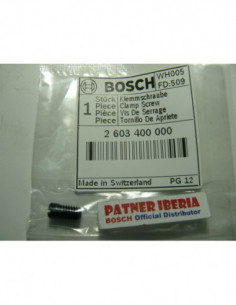 BOSCH
WH005
FD-509
1
Stück Klemmschraube
Piece Clamp Screw
Pièce Vis De Serrage
Piece Tornillo De Apriete
2 603 400 000
Made in Switzerland PG 12
PATNER IBERIA
BOSCH Official Distributor